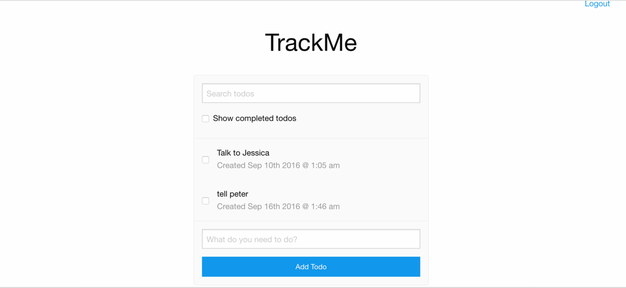 Logout
TrackMe
Search todos
Show completed todos
Talk to Jessica
Created Sep 10th 2016 @ 1:05 am
tell peter
Created Sep 16th 2016 @ 1:46 am
What do you need to do?
Add Todo